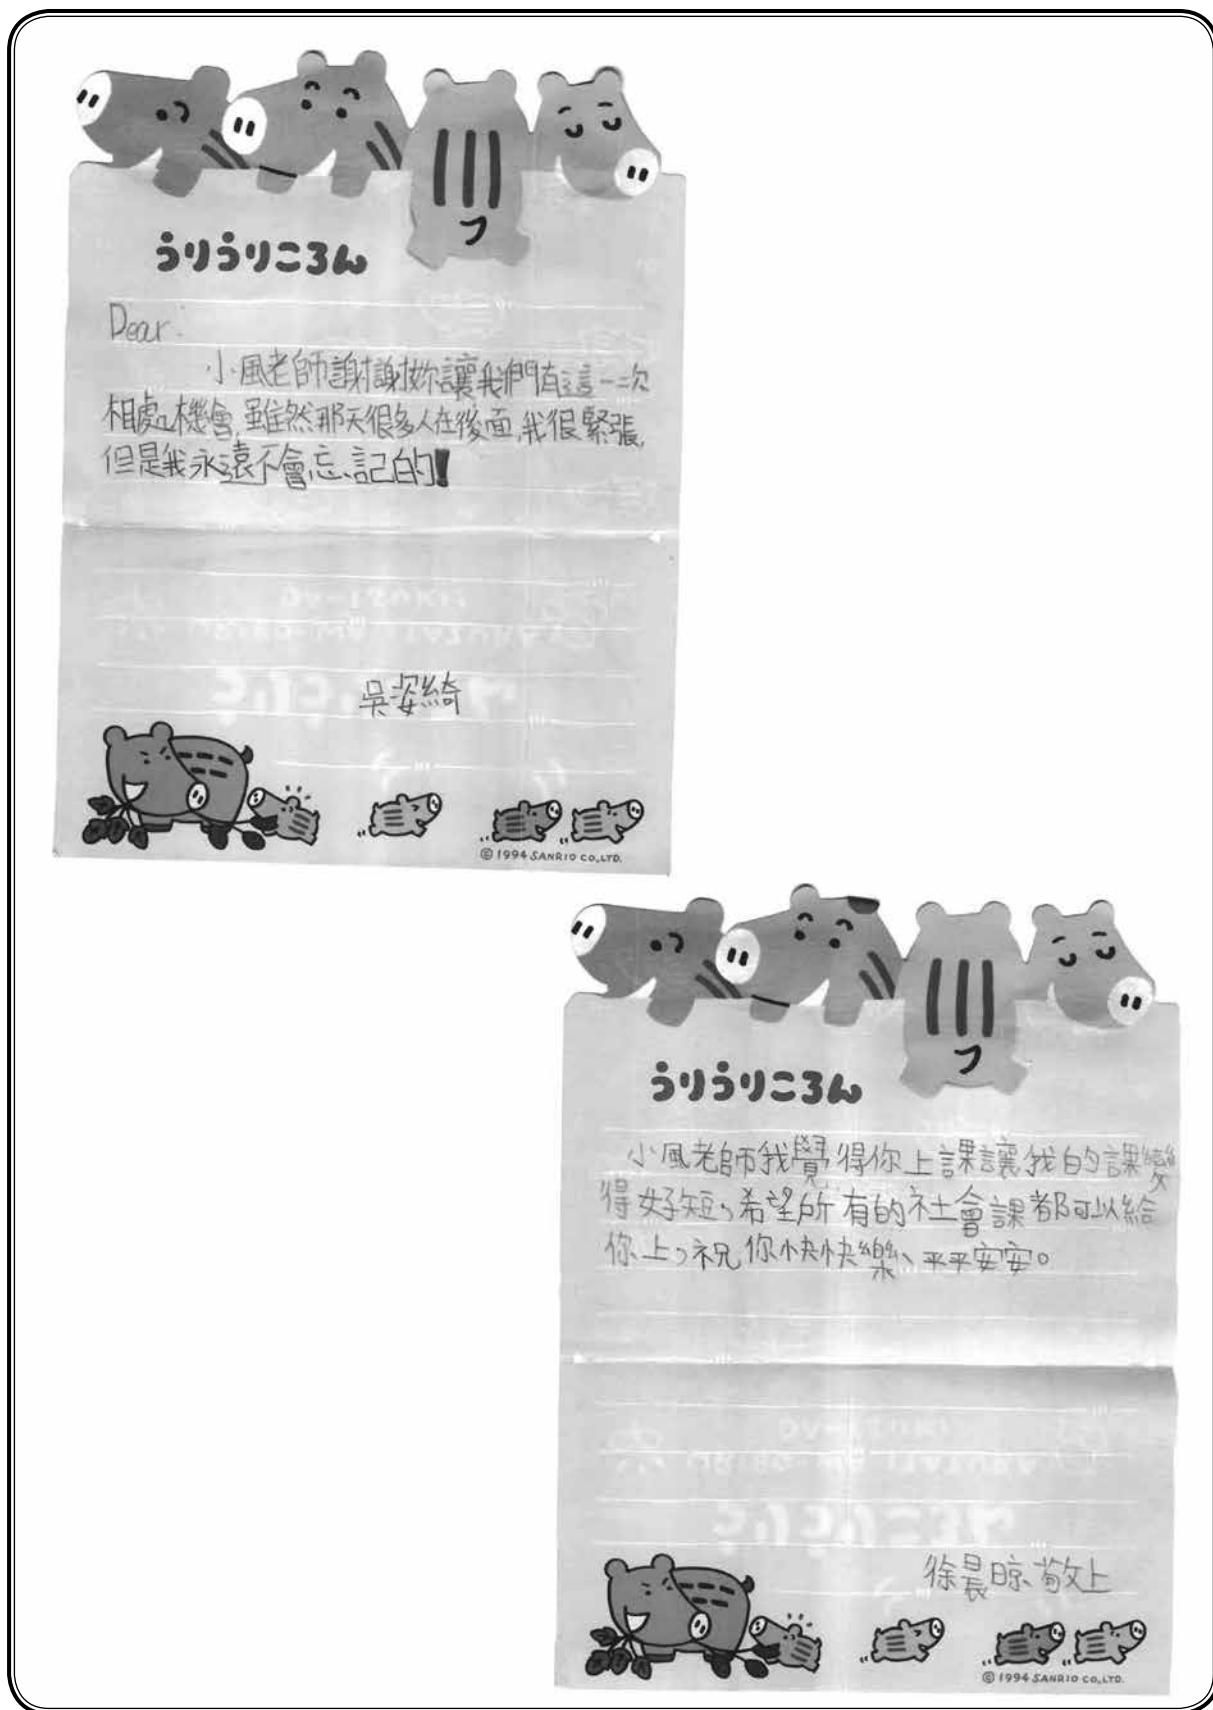 うりうりころん
Dear:
小風老師謝謝妳讓我們有這一次
相處機會,雖然那天很多人在後面,我很緊張,
但是我永遠不會忘記的!
吳姿綺
© 1994 SANRIO CO.,LTD.
うりうりころん
小風老師我覺得你上課讓我的課變
得好短,希望所有的社會課都可以給
你上,祝你快快樂、平平安安。
徐晨晾敬上
© 1994 SANRIO CO.,LTD.